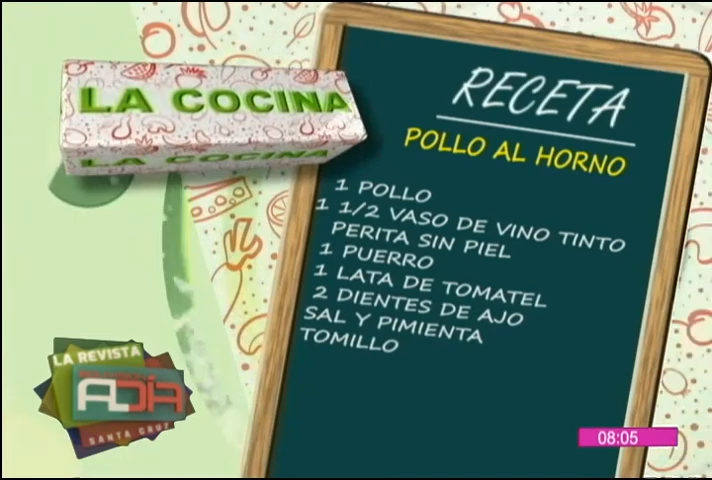 LA COCINA
LA COCINA
RECETA
POLLO AL HORNO
1 POLLO
1 1/2 VASO DE VINO TINTO
PERITA SIN PIEL
1 PUERRO
1 LATA DE TOMATEL
2 DIENTES DE AJO
SAL Y PIMIENTA
TOMILLO
LA REVISTA
ALDÍA
SANTA CRUZ
08:05